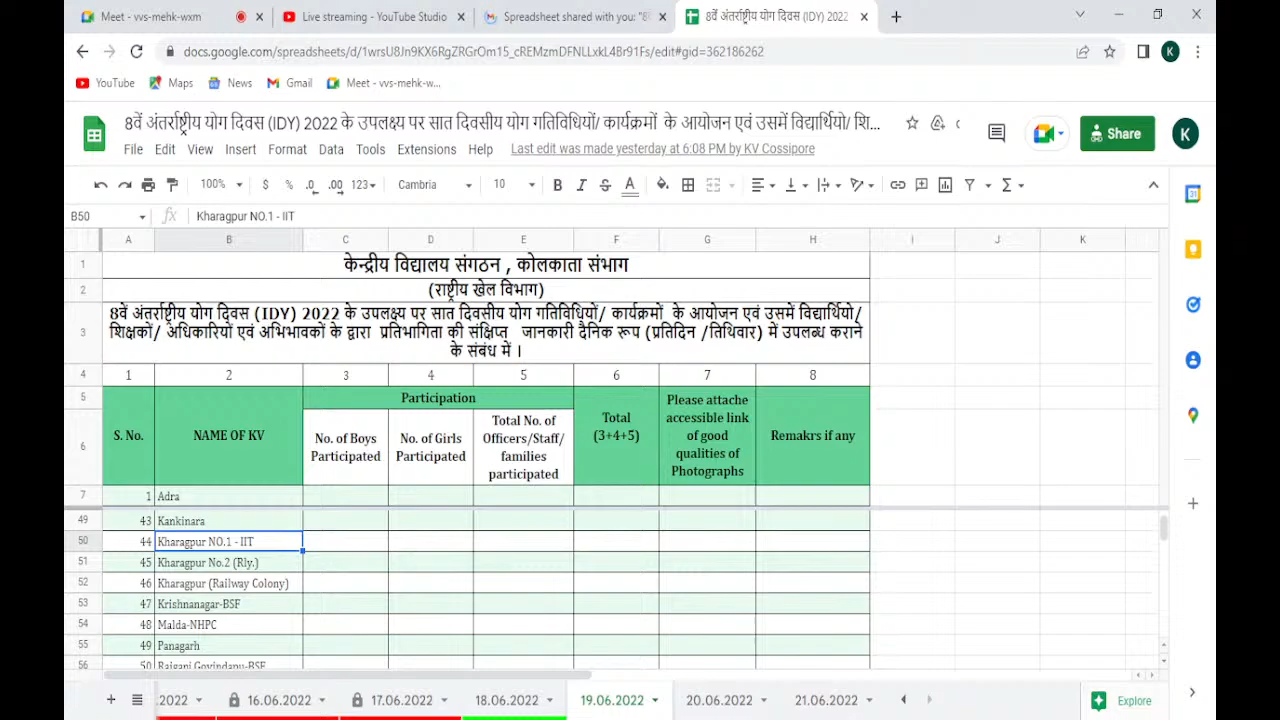 Meet - vvs-mehk-wxm
Live streaming - YouTube Studio
Spreadsheet shared with you: "8
8वें अंतर्राष्ट्रीय योग दिवस (IDY) 2022
docs.google.com/spreadsheets/d/1wrsU8Jn9KX6RgZRGrOm15_cREMzmDFNLLxkL4Br91Fs/edit#gid=362186262
K
YouTube
Maps
News
Gmail
Meet - vvs-mehk-w...
8वें अंतर्राष्ट्रीय योग दिवस (IDY) 2022 के उपलक्ष्य पर सात दिवसीय योग गतिविधियों/ कार्यक्रमों के आयोजन एवं उसमें विद्यार्थियो/ शि...
Share
K
File Edit View Insert Format Tools Help
Last edit was made yesterday at 6:08 PM by KV Cossipore
100% $ % .0 .00 123 Cambria 10 B I S A
B50 fx Kharagpur NO.1 - IIT
A B C D E F G H I J K
1 केन्द्रीय विद्यालय संगठन , कोलकाता संभाग
2 (राष्ट्रीय खेल विभाग)
3 8वें अंतर्राष्ट्रीय योग दिवस (IDY) 2022 के उपलक्ष्य पर सात दिवसीय योग गतिविधियों/ कार्यक्रमों के आयोजन एवं उसमें विद्यार्थियो/
शिक्षकों/ अधिकारियों एवं अभिभावकों के द्वारा प्रतिभागिता की संक्षिप्त जानकारी दैनिक रूप (प्रतिदिन /तिथिवार) में उपलब्ध कराने
के संबंध में ।
4 1 2 3 4 5 6 7 8
5 Participation
6 S. No.
NAME OF KV
No. of Boys
Participated
No. of Girls
Participated
Total No. of
Officers/Staff/
families
participated
Total
(3+4+5)
Please attache
accessible link
of good
qualities of
Photographs
Remakrs if any
7 1 Adra
49 43 Kankinara
50 44 Kharagpur NO.1 - IIT
51 45 Kharagpur No.2 (Rly.)
52 46 Kharagpur (Railway Colony)
53 47 Krishnanagar-BSF
54 48 Malda-NHPC
55 49 Panagarh
56 50 Raiganj Govindapu-BSF
.2022 16.06.2022 17.06.2022 18.06.2022 19.06.2022 20.06.2022 21.06.2022 Explore